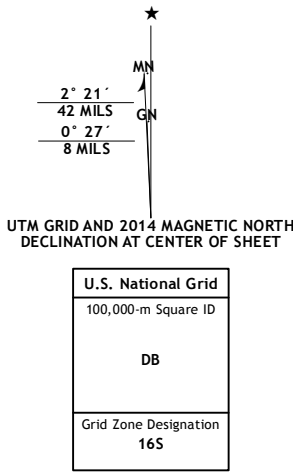 MN
2° 21´
42 MILS
GN
0° 27´
8 MILS
UTM GRID AND 2014 MAGNETIC NORTH
DECLINATION AT CENTER OF SHEET
U.S. National Grid
100,000-m Square ID
DB
Grid Zone Designation
16S